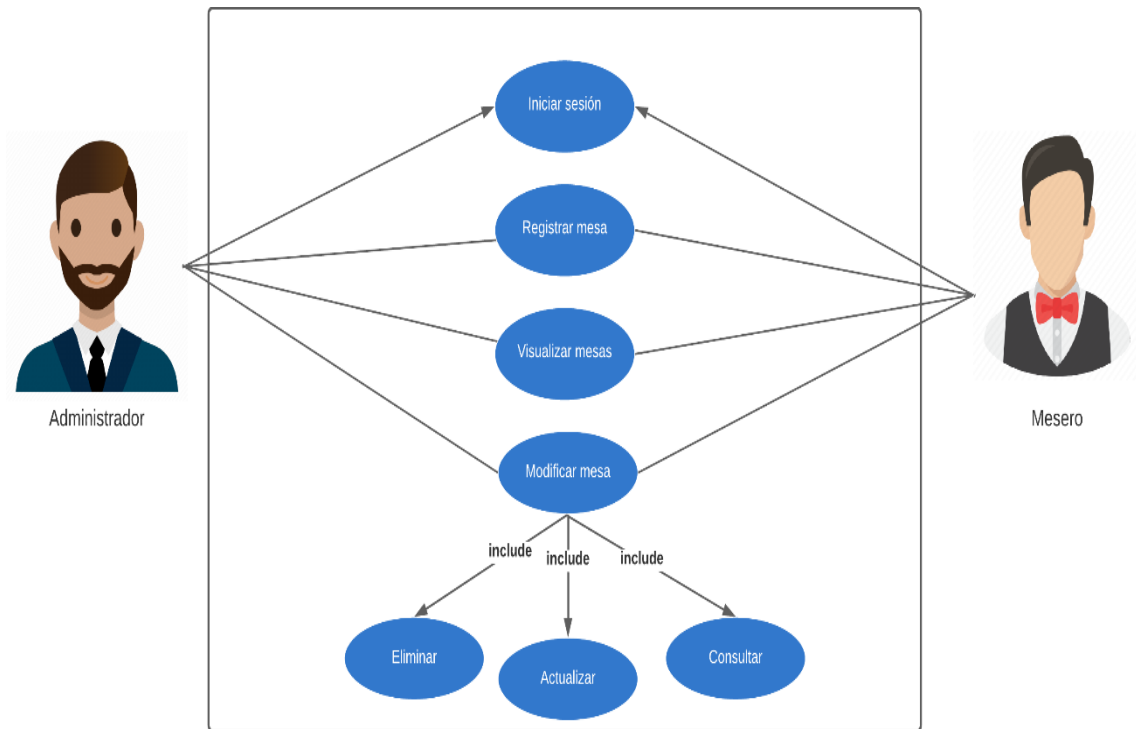 Iniciar sesión
Registrar mesa
Visualizar mesas
Administrador
Mesero
Modificar mesa
include
include
include
Eliminar
Actualizar
Consultar